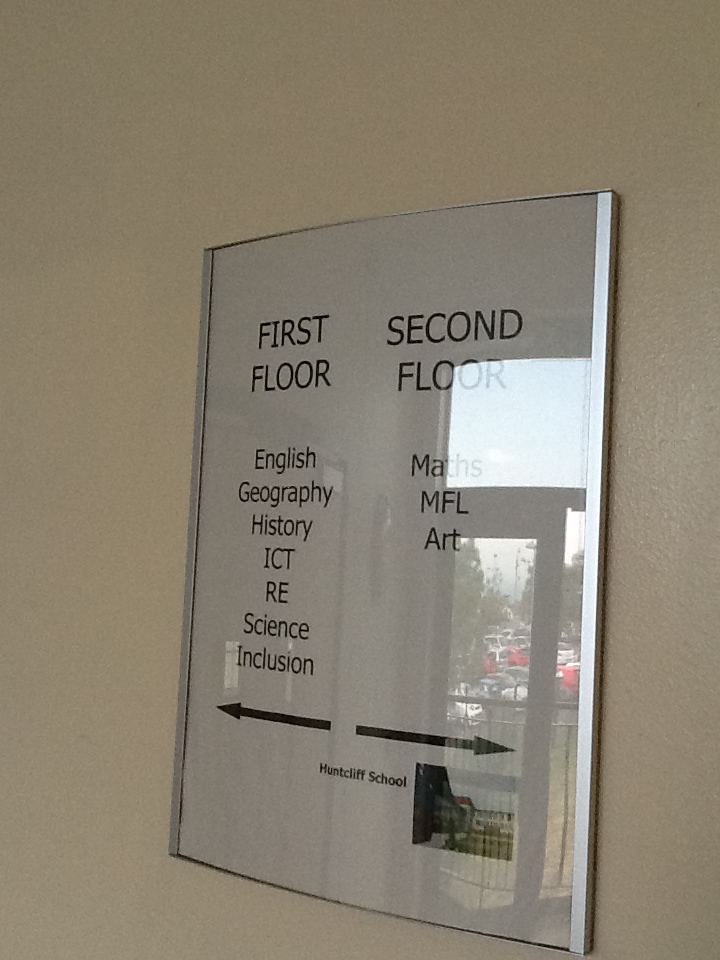 FIRST
FLOOR
English
Geography
History
ICT
RE
Science
Inclusion
SECOND
FLOOR
Maths
MFL
Art
Huntcliff School